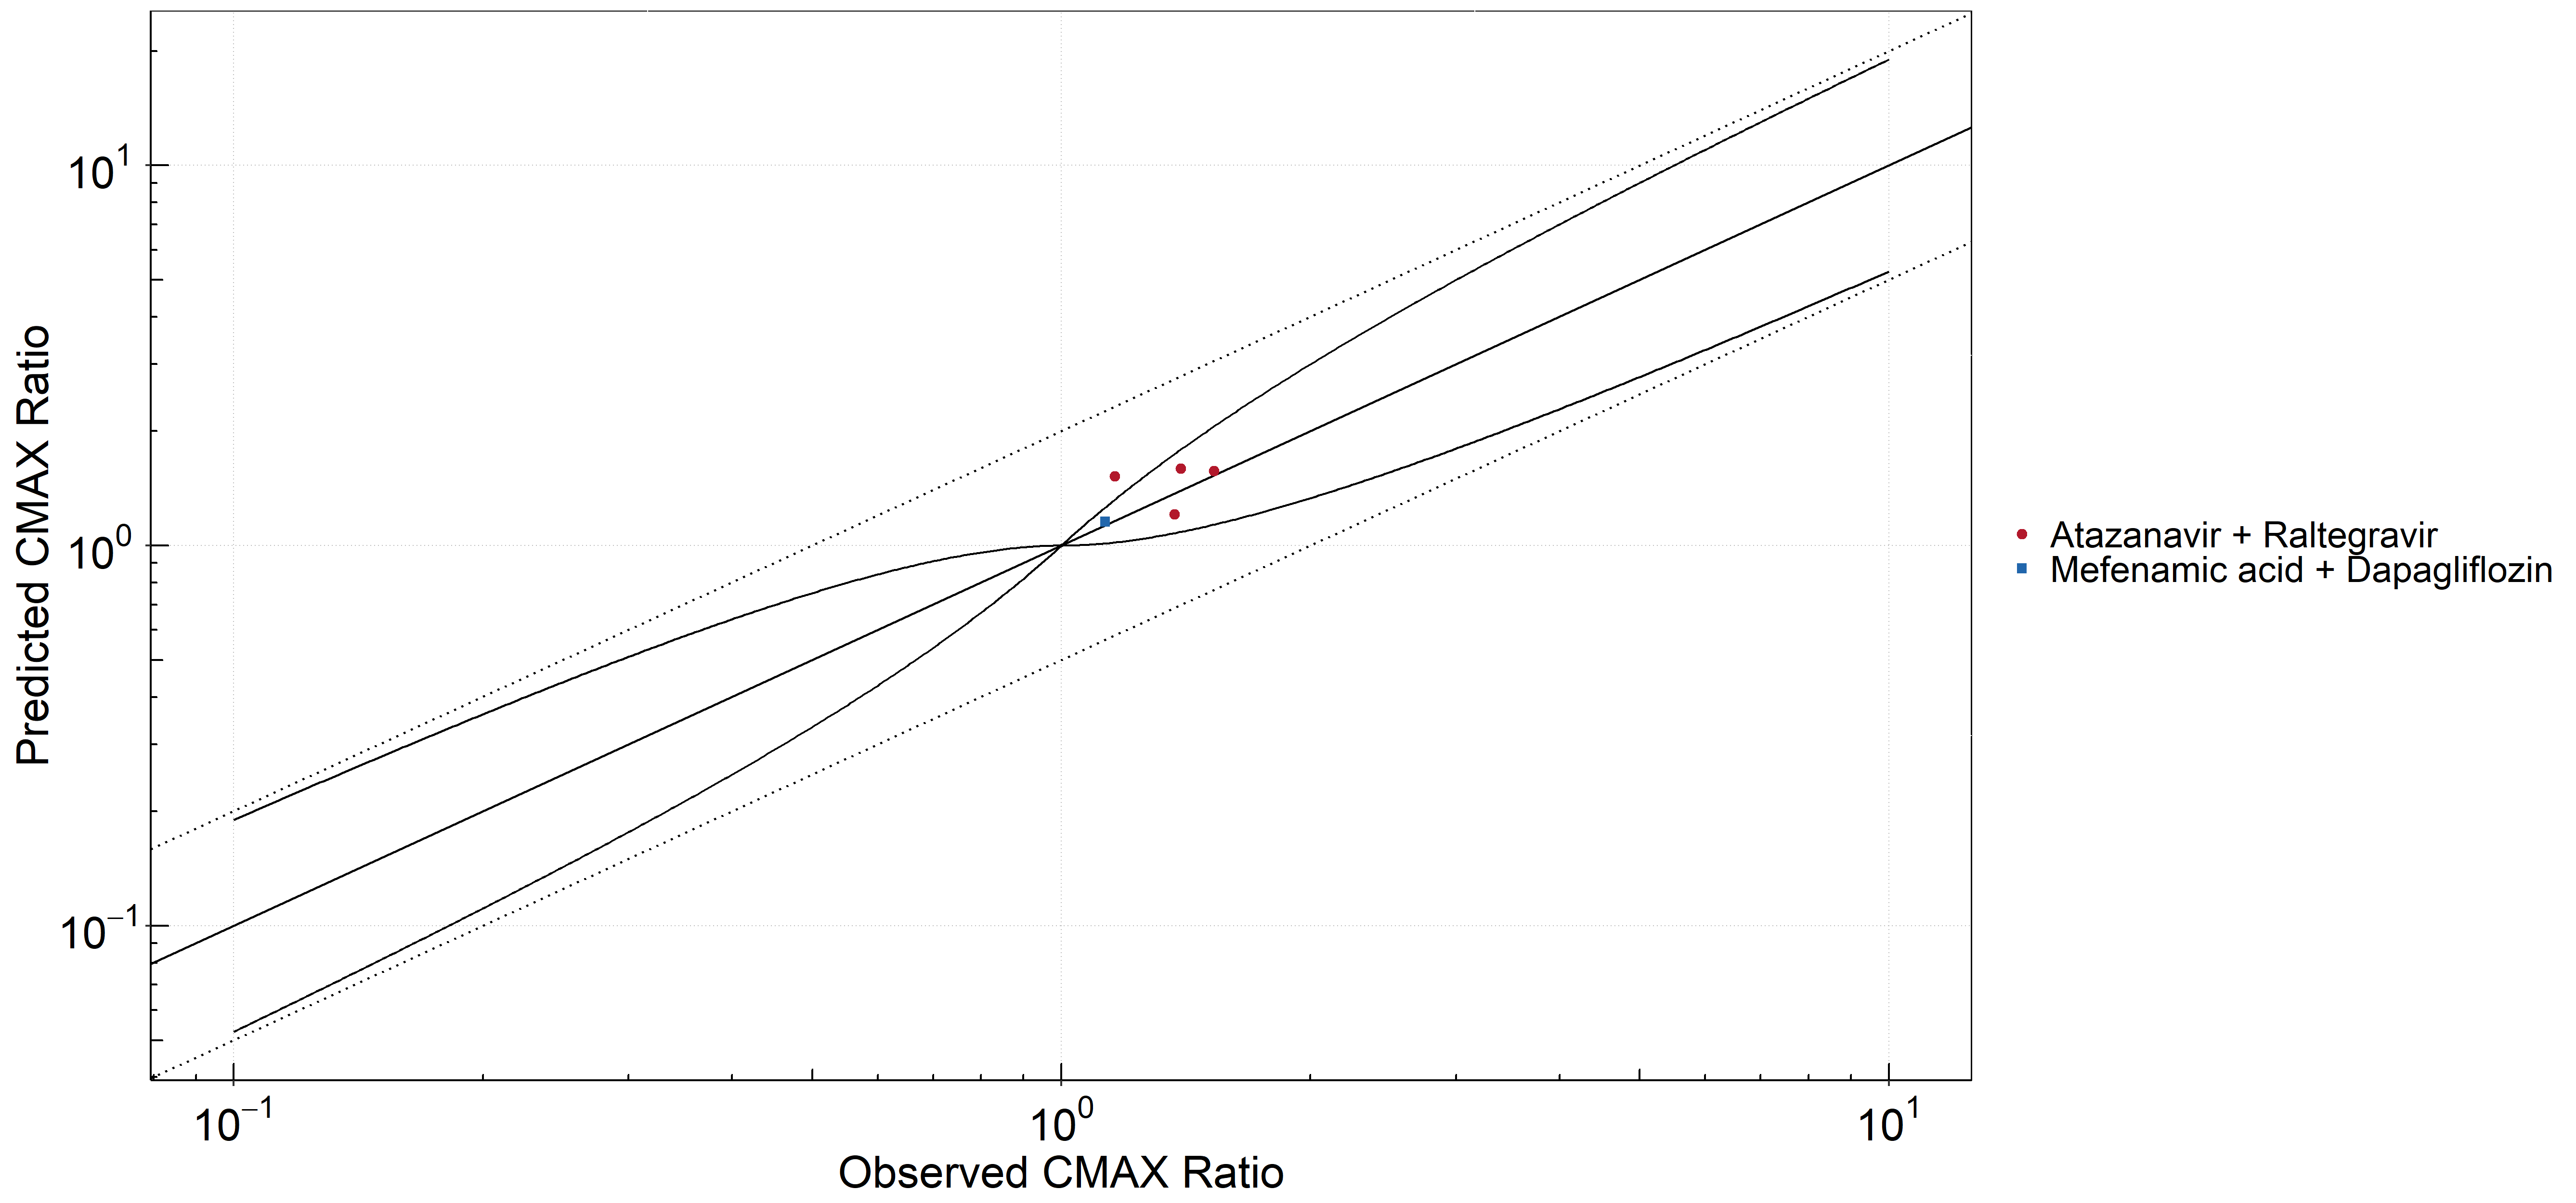 Predicted CMAX Ratio
10¹
10⁰
10⁻¹
10⁻¹
10⁰
10¹
Observed CMAX Ratio
Atazanavir + Raltegravir
Mefenamic acid + Dapagliflozin